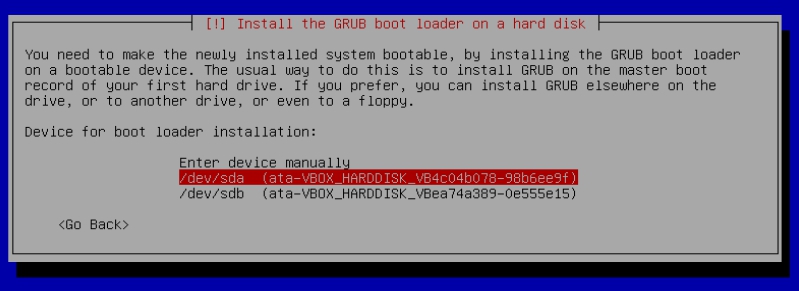 [!] Install the GRUB boot loader on a hard disk
You need to make the newly installed system bootable, by installing the GRUB boot loader
on a bootable device. The usual way to do this is to install GRUB on the master boot
record of your first hard drive. If you prefer, you can install GRUB elsewhere on the
drive, or to another drive, or even to a floppy.
Device for boot loader installation:
Enter device manually
/dev/sda (ata-VBOX_HARDDISK_VB4c04b078-98b6ee9f)
/dev/sdb (ata-VBOX_HARDDISK_VBea74a389-0e555e15)
<Go Back>